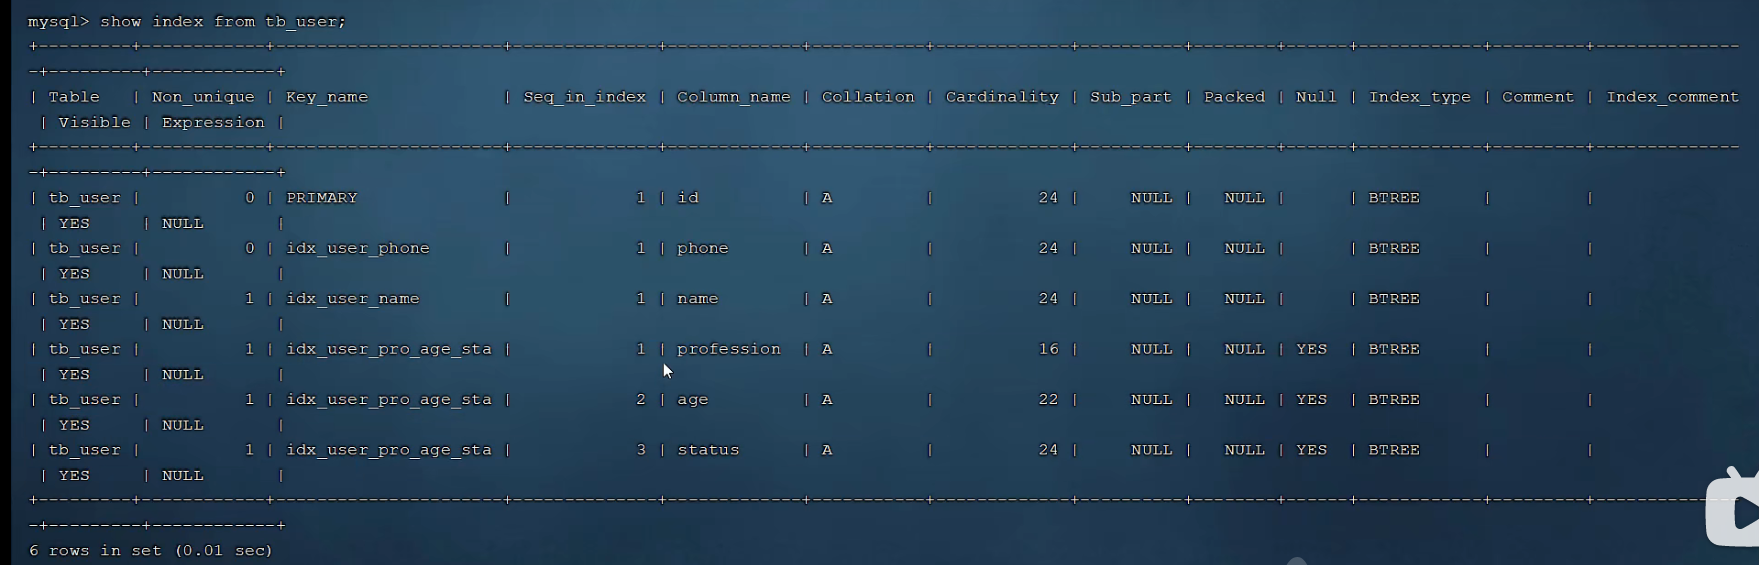 mysql> show index from tb_user;
+---------+------------+----------------------+--------------+-------------+-----------+-------------+----------+--------+------+------------+---------+--------------
-+---------+------------+
| Table   | Non_unique | Key_name             | Seq_in_index | Column_name | Collation | Cardinality | Sub_part | Packed | Null | Index_type | Comment | Index_comment
 | Visible | Expression |
+---------+------------+----------------------+--------------+-------------+-----------+-------------+----------+--------+------+------------+---------+--------------
-+---------+------------+
| tb_user |          0 | PRIMARY              |            1 | id          | A         |          24 |     NULL |   NULL |      | BTREE      |         |
 | YES     | NULL       |
| tb_user |          0 | idx_user_phone       |            1 | phone       | A         |          24 |     NULL |   NULL |      | BTREE      |         |
 | YES     | NULL       |
| tb_user |          1 | idx_user_name        |            1 | name        | A         |          24 |     NULL |   NULL |      | BTREE      |         |
 | YES     | NULL       |
| tb_user |          1 | idx_user_pro_age_sta |            1 | profession  | A         |          16 |     NULL |   NULL | YES  | BTREE      |         |
 | YES     | NULL       |
| tb_user |          1 | idx_user_pro_age_sta |            2 | age         | A         |          22 |     NULL |   NULL | YES  | BTREE      |         |
 | YES     | NULL       |
| tb_user |          1 | idx_user_pro_age_sta |            3 | status      | A         |          24 |     NULL |   NULL | YES  | BTREE      |         |
 | YES     | NULL       |
+---------+------------+----------------------+--------------+-------------+-----------+-------------+----------+--------+------+------------+---------+--------------
-+---------+------------+
6 rows in set (0.01 sec)